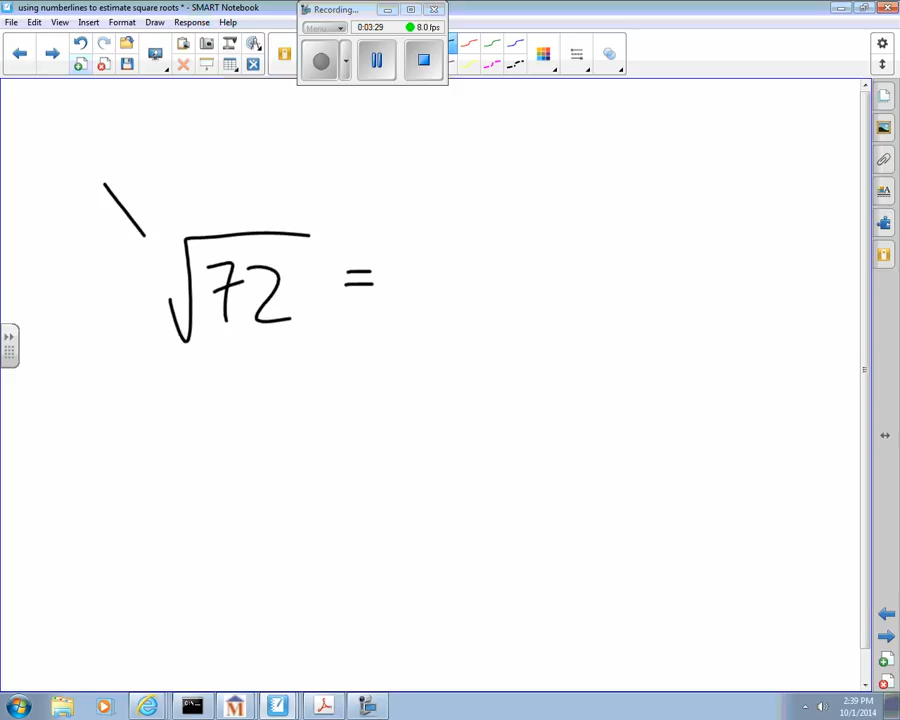 using numberlines to estimate square roots * - SMART Notebook
Recording...
File Edit View Insert Format Draw Response Help
Menu 0:03:29 8.0 fps
√72 =
2:39 PM
10/1/2014